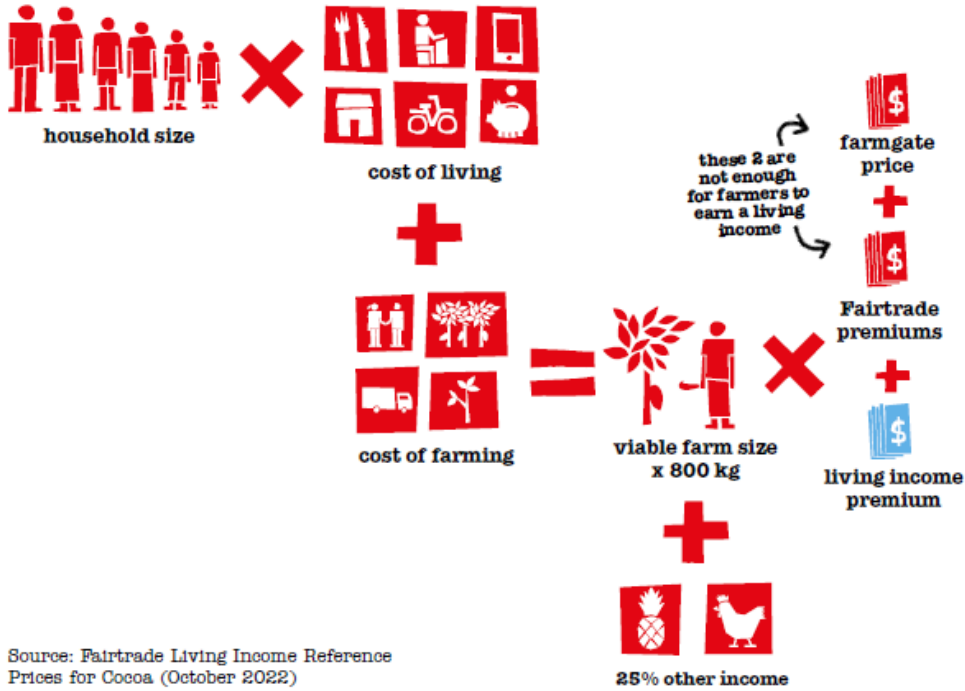 household size
cost of living
these 2 are
not enough
for farmers to
earn a living
income
$
farmgate
price
$
Fairtrade
premiums
$
living income
premium
cost of farming
viable farm size
x 800 kg
25% other income
Source: Fairtrade Living Income Reference
Prices for Cocoa (October 2022)